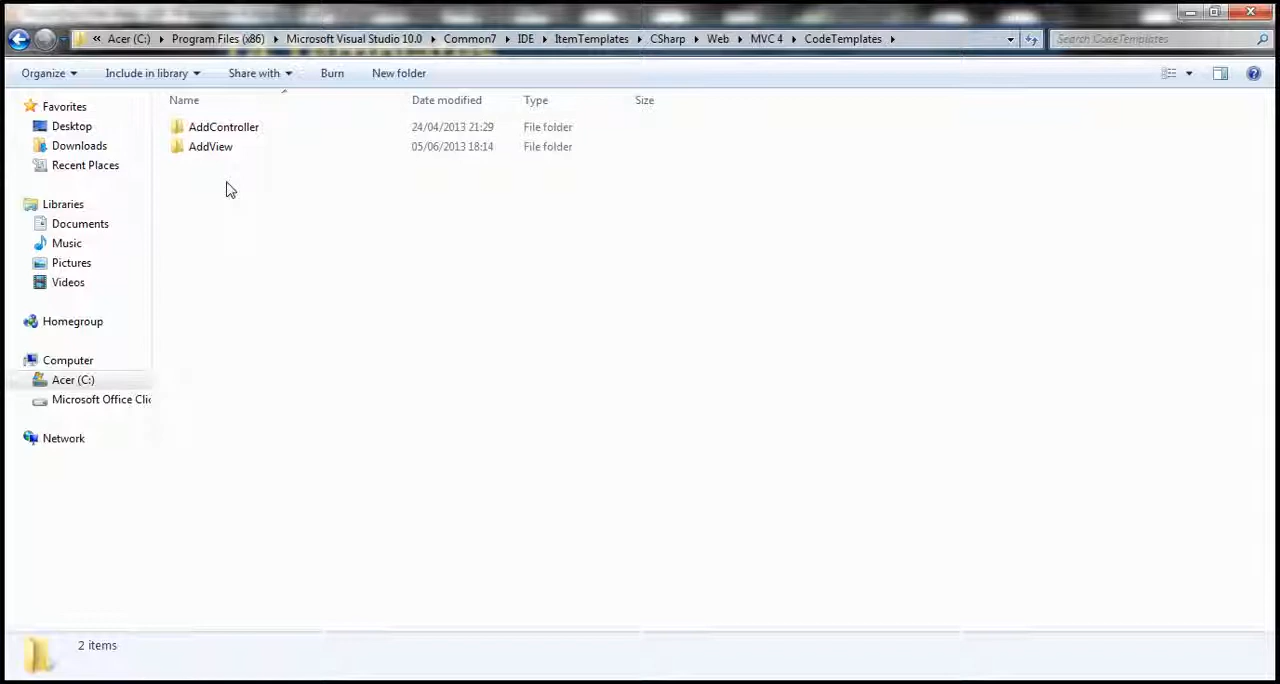 « Acer (C:) Program Files (x86) Microsoft Visual Studio 10.0 Common7 IDE ItemTemplates CSharp Web MVC 4 CodeTemplates Search CodeTemplates
Organize Include in library Share with Burn New folder
Name Date modified Type Size
Favorites
Desktop
Downloads
Recent Places
Libraries
Documents
Music
Pictures
Videos
Homegroup
Computer
Acer (C:)
Microsoft Office Clic
Network
AddController 24/04/2013 21:29 File folder
AddView 05/06/2013 18:14 File folder
2 items